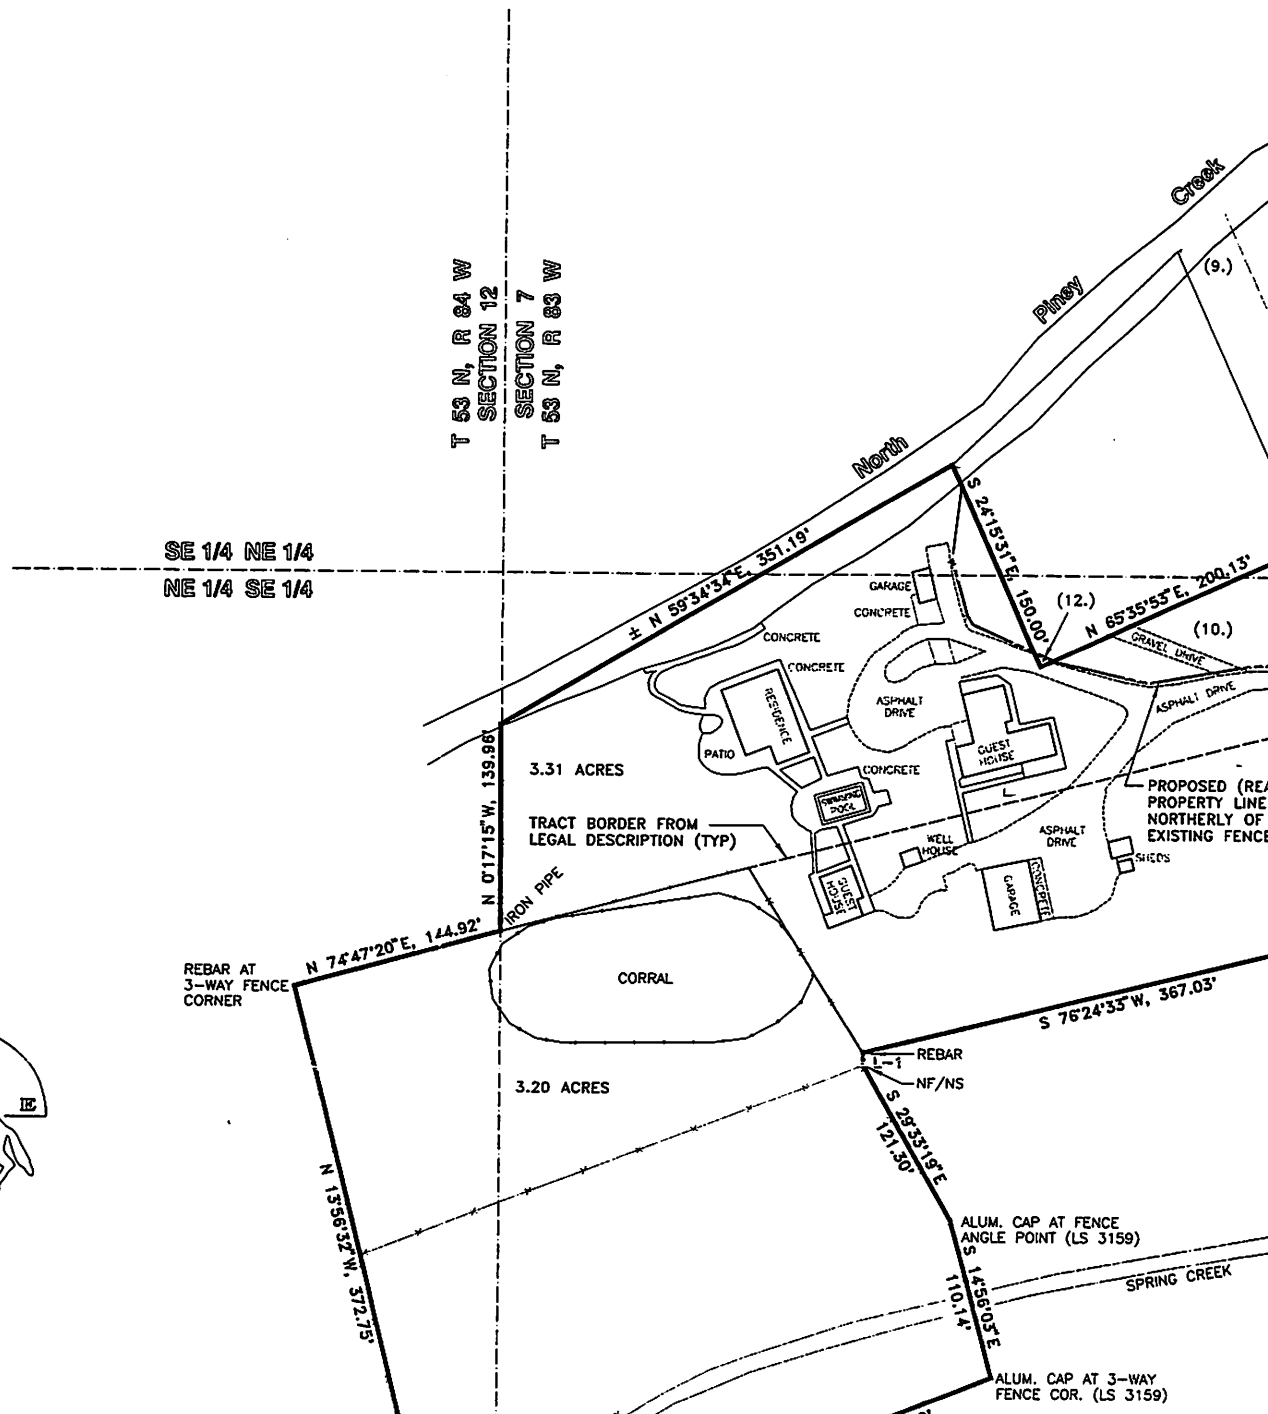 Creek
(9.)
Piney
T 53 N, R 84 W
SECTION 12
SECTION 7
T 53 N, R 83 W
North
S 24°15'31"E, 150.00'
SE 1/4 NE 1/4
NE 1/4 SE 1/4
± N 59°34'34"E, 351.19'
GARAGE
CONCRETE
(12.)
N 65°35'53"E, 200.13'
(10.)
GRAVEL DRIVE
CONCRETE
CONCRETE
RESIDENCE
ASPHALT
DRIVE
ASPHALT DRIVE
PATIO
GUEST
HOUSE
N 0°17'15"W, 139.96'
3.31 ACRES
CONCRETE
SWIMMING
POOL
PROPOSED (REA
PROPERTY LINE
NORTHERLY OF
EXISTING FENCE
TRACT BORDER FROM
LEGAL DESCRIPTION (TYP)
WELL
HOUSE
ASPHALT
DRIVE
SHEDS
IRON PIPE
GUEST
HOUSE
GARAGE
CONCRETE
N 74°47'20"E, 144.92'
REBAR AT
3-WAY FENCE
CORNER
CORRAL
S 76°24'33"W, 367.03'
REBAR
L-1
NF/NS
3.20 ACRES
E
S 29°33'19"E
121.30'
N 13°56'32"W, 372.75'
ALUM. CAP AT FENCE
ANGLE POINT (LS 3159)
S 14°56'03"E
110.14'
SPRING CREEK
ALUM. CAP AT 3-WAY
FENCE COR. (LS 3159)